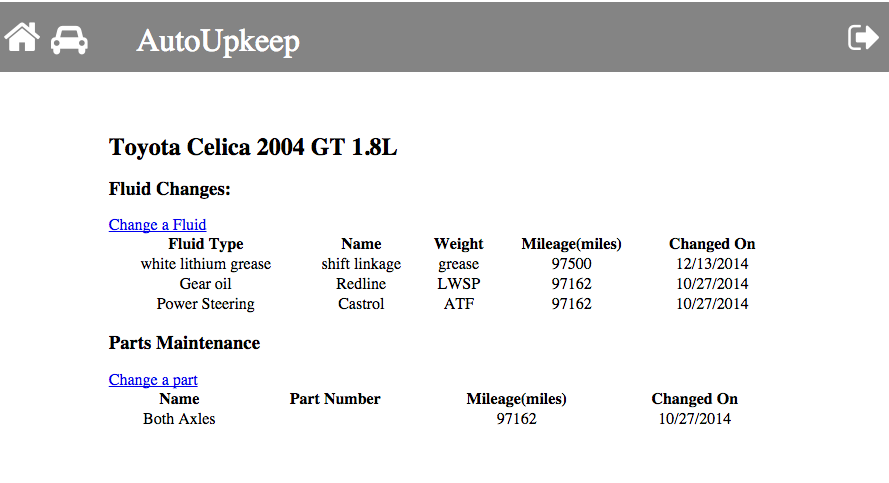 AutoUpkeep
Toyota Celica 2004 GT 1.8L
Fluid Changes:
Change a Fluid
Fluid Type Name Weight Mileage(miles) Changed On
white lithium grease shift linkage grease 97500 12/13/2014
Gear oil Redline LWSP 97162 10/27/2014
Power Steering Castrol ATF 97162 10/27/2014
Parts Maintenance
Change a part
Name Part Number Mileage(miles) Changed On
Both Axles 97162 10/27/2014